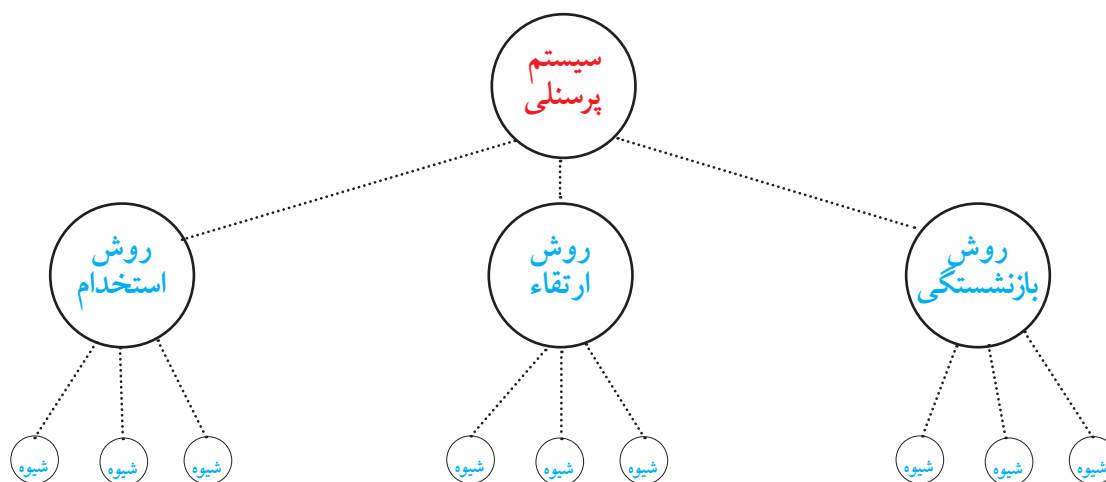 سیستم
پرسنلی
روش
بازنشستگی
روش
ارتقاء
روش
استخدام
شیوه
شیوه
شیوه
شیوه
شیوه
شیوه
شیوه
شیوه
شیوه